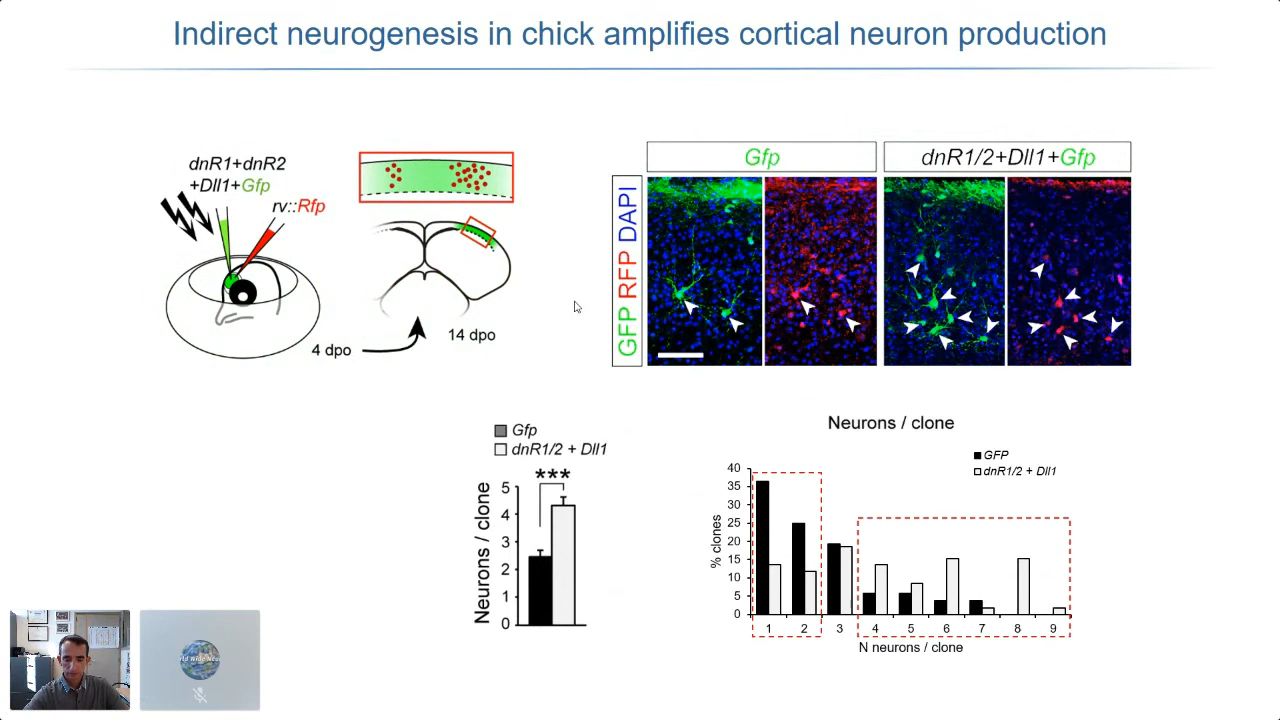 Indirect neurogenesis in chick amplifies cortical neuron production
dnR1+dnR2
+Dll1+Gfp
rv::Rfp
4 dpo
14 dpo
Gfp
dnR1/2+Dll1+Gfp
GFP RFP DAPI
Gfp
dnR1/2 + Dll1
***
Neurons / clone
5
4
3
2
1
0
Neurons / clone
GFP
dnR1/2 + Dll1
% clones
40
35
30
25
20
15
10
5
0
1 2 3 4 5 6 7 8 9
N neurons / clone